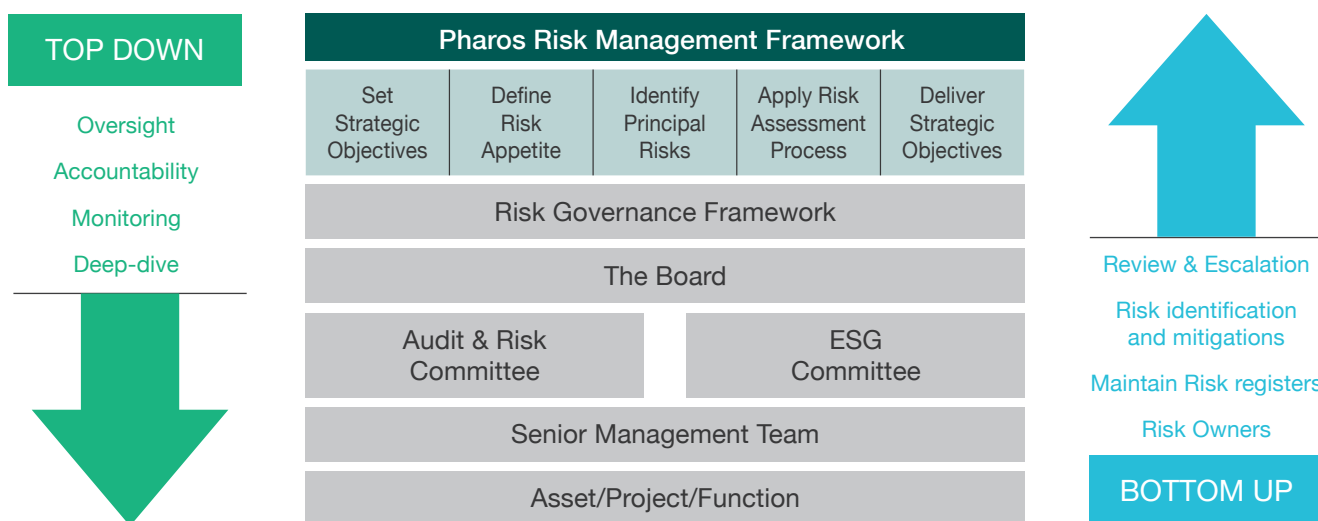 TOP DOWN
Oversight
Accountability
Monitoring
Deep-dive
Pharos Risk Management Framework
Set
Strategic
Objectives
Define
Risk
Appetite
Identify
Principal
Risks
Apply Risk
Assessment
Process
Deliver
Strategic
Objectives
Risk Governance Framework
The Board
Audit & Risk
Committee
ESG
Committee
Senior Management Team
Asset/Project/Function
Review & Escalation
Risk identification
and mitigations
Maintain Risk registers
Risk Owners
BOTTOM UP